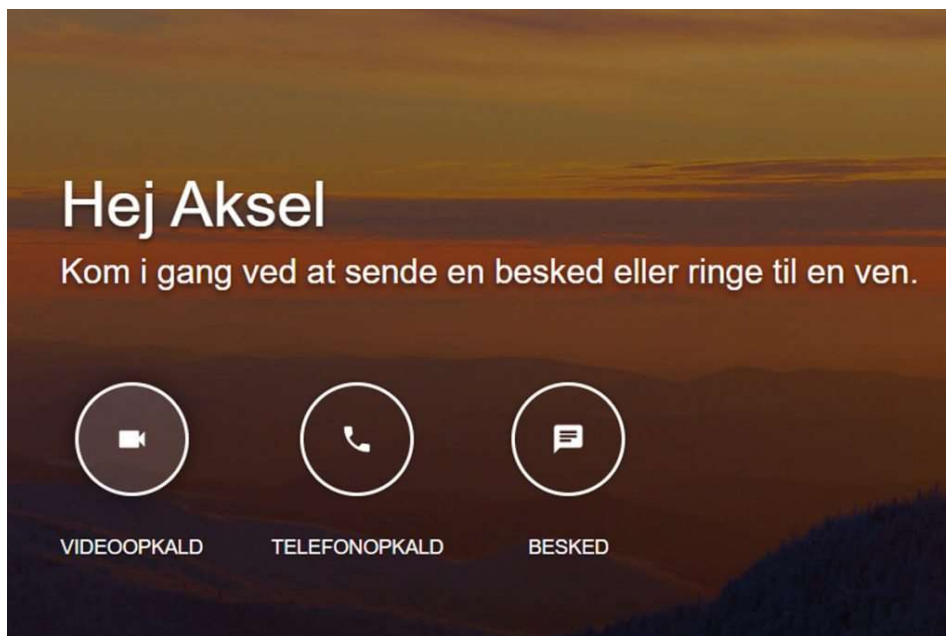 Hej Aksel
Kom i gang ved at sende en besked eller ringe til en ven.
VIDEOOPKALD TELEFONOPKALD BESKED